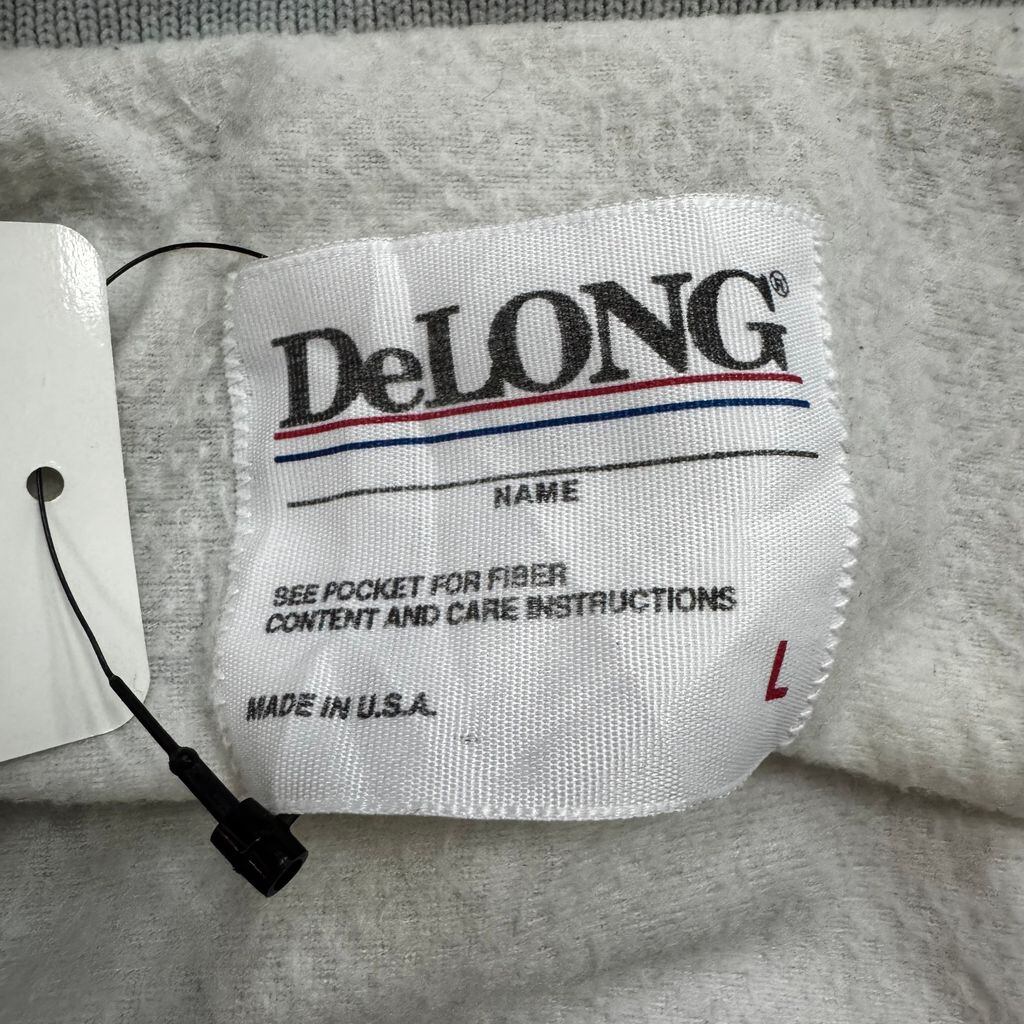 DeLONG®
NAME
SEE POCKET FOR FIBER
CONTENT AND CARE INSTRUCTIONS
L
MADE IN U.S.A.